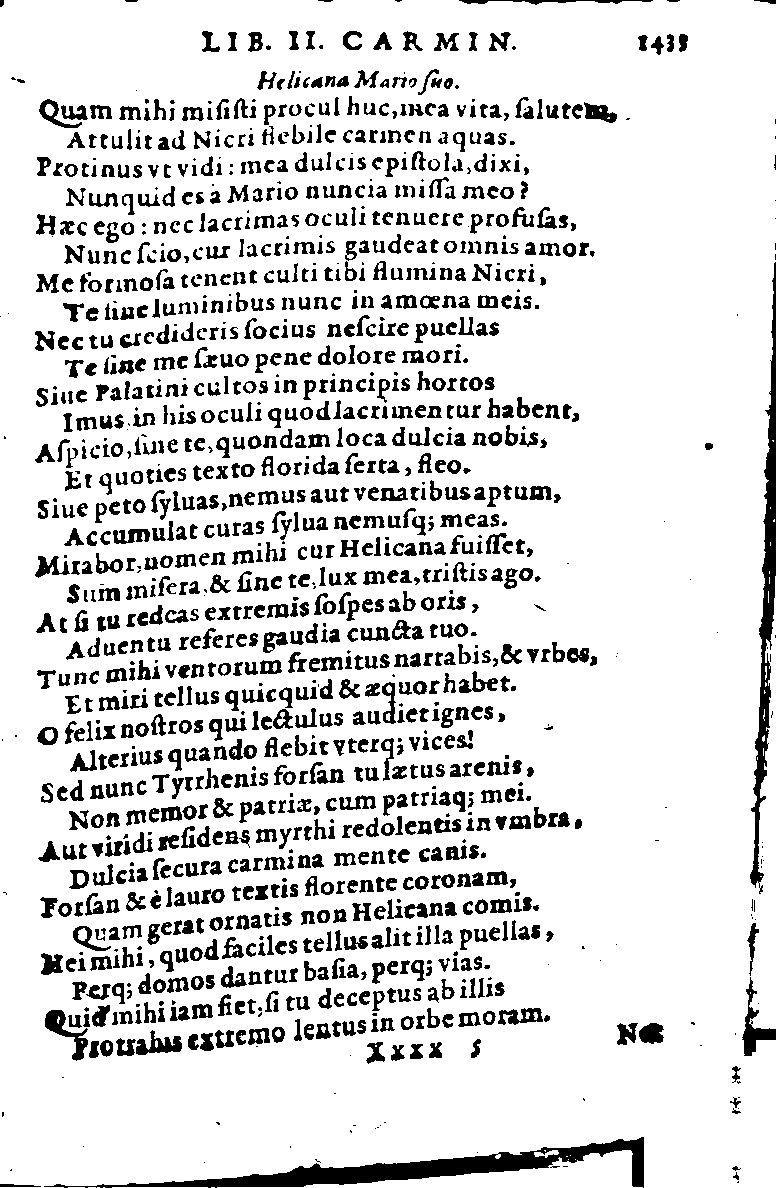 LIB. II. CARMIN. 1435
Helicana Mario ſuo.
Quam mihi miſiſti procul huc, mea vita, ſalutem,
Attulit ad Nicri flebile carmen aquas.
Protinus vt vidi : mea dulcis epiſtola, dixi,
Nunquid es à Mario nuncia miſſa meo?
Hæc ego : nec lacrimas oculi tenuere profuſas,
Nunc ſcio, cur lacrimis gaudeat omnis amor.
Me formoſa tenent culti tibi flumina Nicri,
Te ſine luminibus nunc in amœna meis.
Nec tu credideris ſocius neſcire puellas
Te ſine me ſæuo pene dolore mori.
Siue Palatini cultos in principis hortos
Imus, in his oculi quod lacrimentur habent,
Aſpicio, ſine te, quondam loca dulcia nobis,
Et quoties texto florida ſerta, fleo.
Siue peto ſyluas, nemus aut venatibus aptum,
Accumulat curas ſylua nemuſq; meas.
Mirabor, nomen mihi cur Helicana fuiſſet,
Sum miſera, & ſine te, lux mea, triſtis ago.
At ſi tu redeas extremis ſoſpes ab oris,
Aduentu referes gaudia cuncta tuo.
Tunc mihi ventorum fremitus narrabis, & vrbes,
Et miri tellus quicquid & æquor habet.
O felix noſtros qui lectulus audiet ignes,
Alterius quando flebit vterq; vices!
Sed nunc Tyrrhenis forſan tu lætus arenis,
Non memor & patriæ, cum patriaq; mei.
Aut viridi reſidens myrthi redolentis in vmbra,
Dulcia ſecura carmina mente canis.
Forſan & è lauro textis florente coronam,
Quam gerat ornatis non Helicana comis.
Hei mihi, quod faciles tellus alit illa puellas,
Perq; domos dantur baſia, perq; vias.
Quid mihi iam fiet, ſi tu deceptus ab illis
Protrahis extremo lentus in orbe moram.
Xxxx 5 Nec